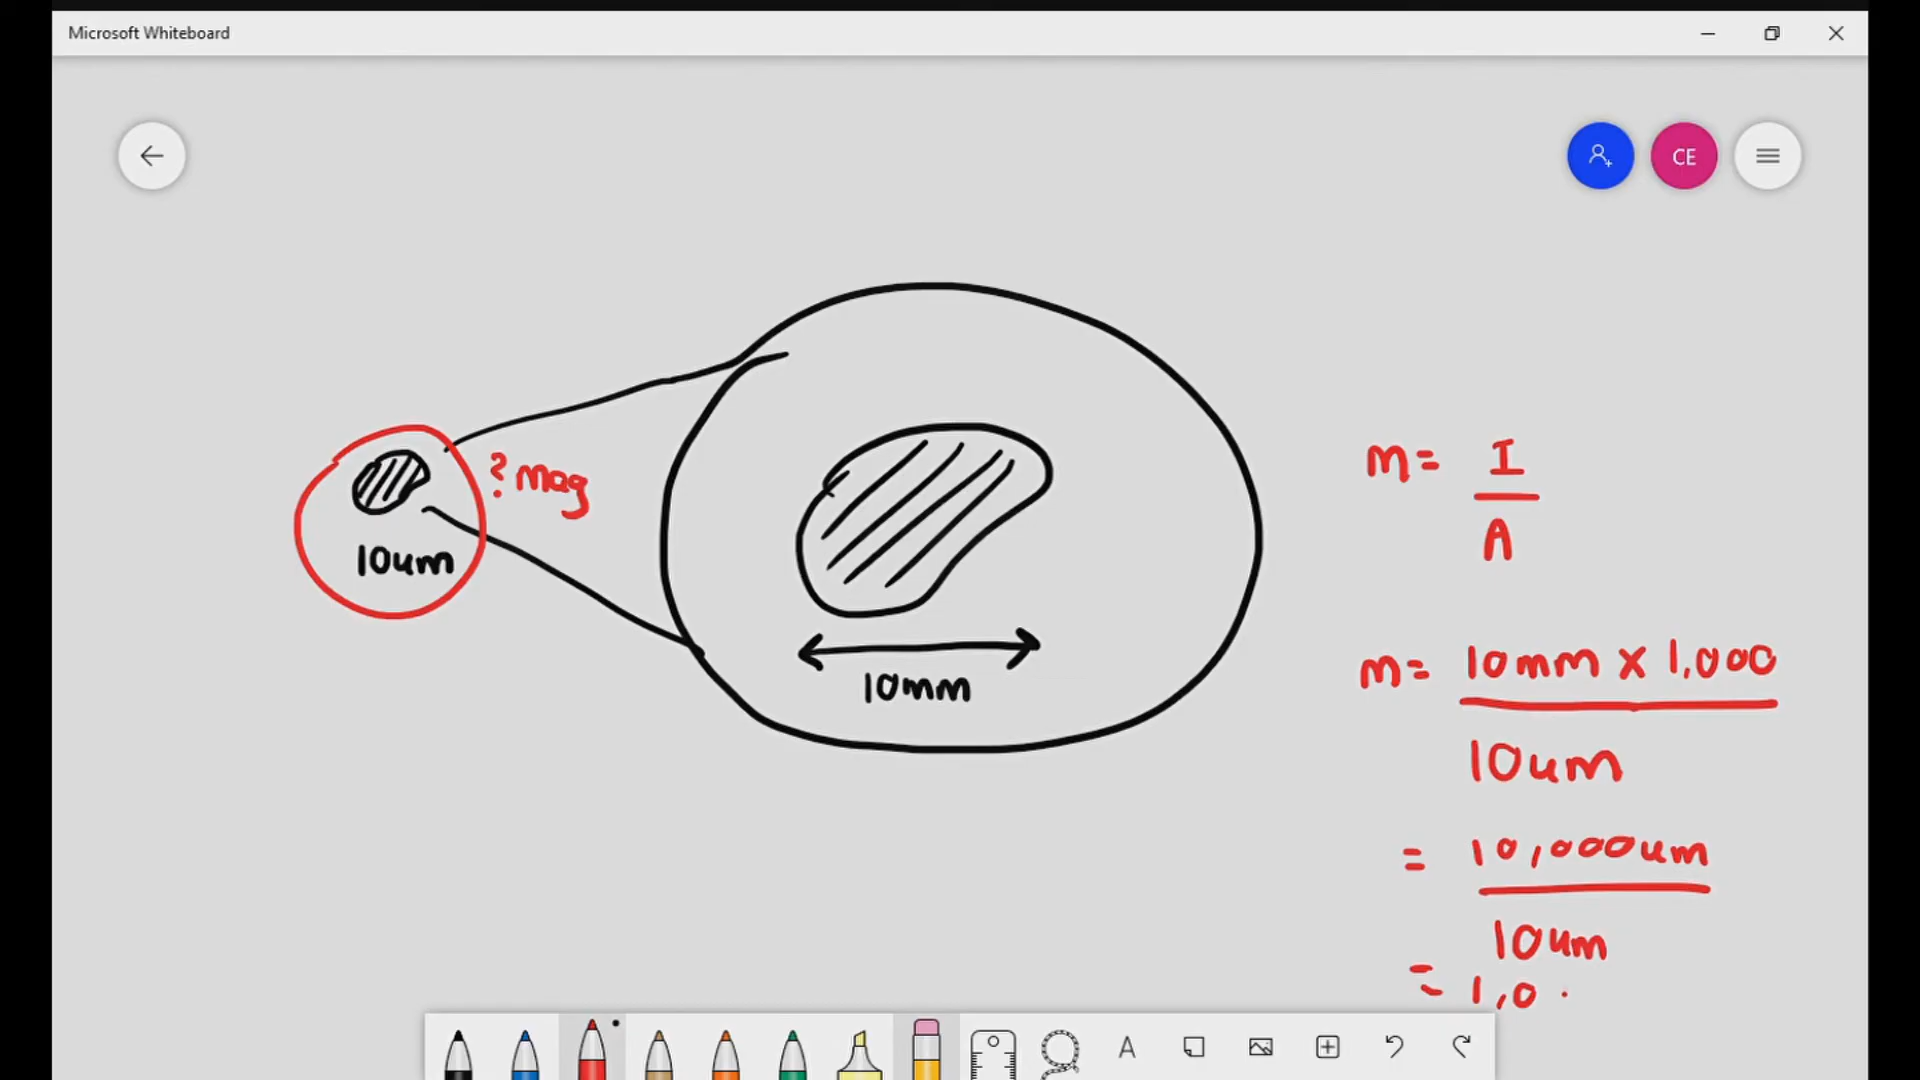 Microsoft Whiteboard
CE
? mag
10um
10mm
m = I
A
m = 10mm x 1,000
10um
= 10,000um
10um
= 1,0
A